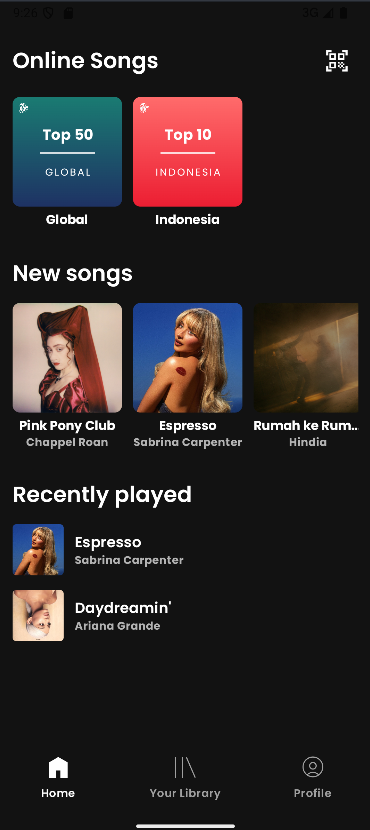 9:26
3G
Online Songs
Top 50
GLOBAL
Top 10
INDONESIA
Global
Indonesia
New songs
Pink Pony Club
Chappel Roan
Espresso
Sabrina Carpenter
Rumah ke Rum...
Hindia
Recently played
Espresso
Sabrina Carpenter
Daydreamin'
Ariana Grande
Home
Your Library
Profile